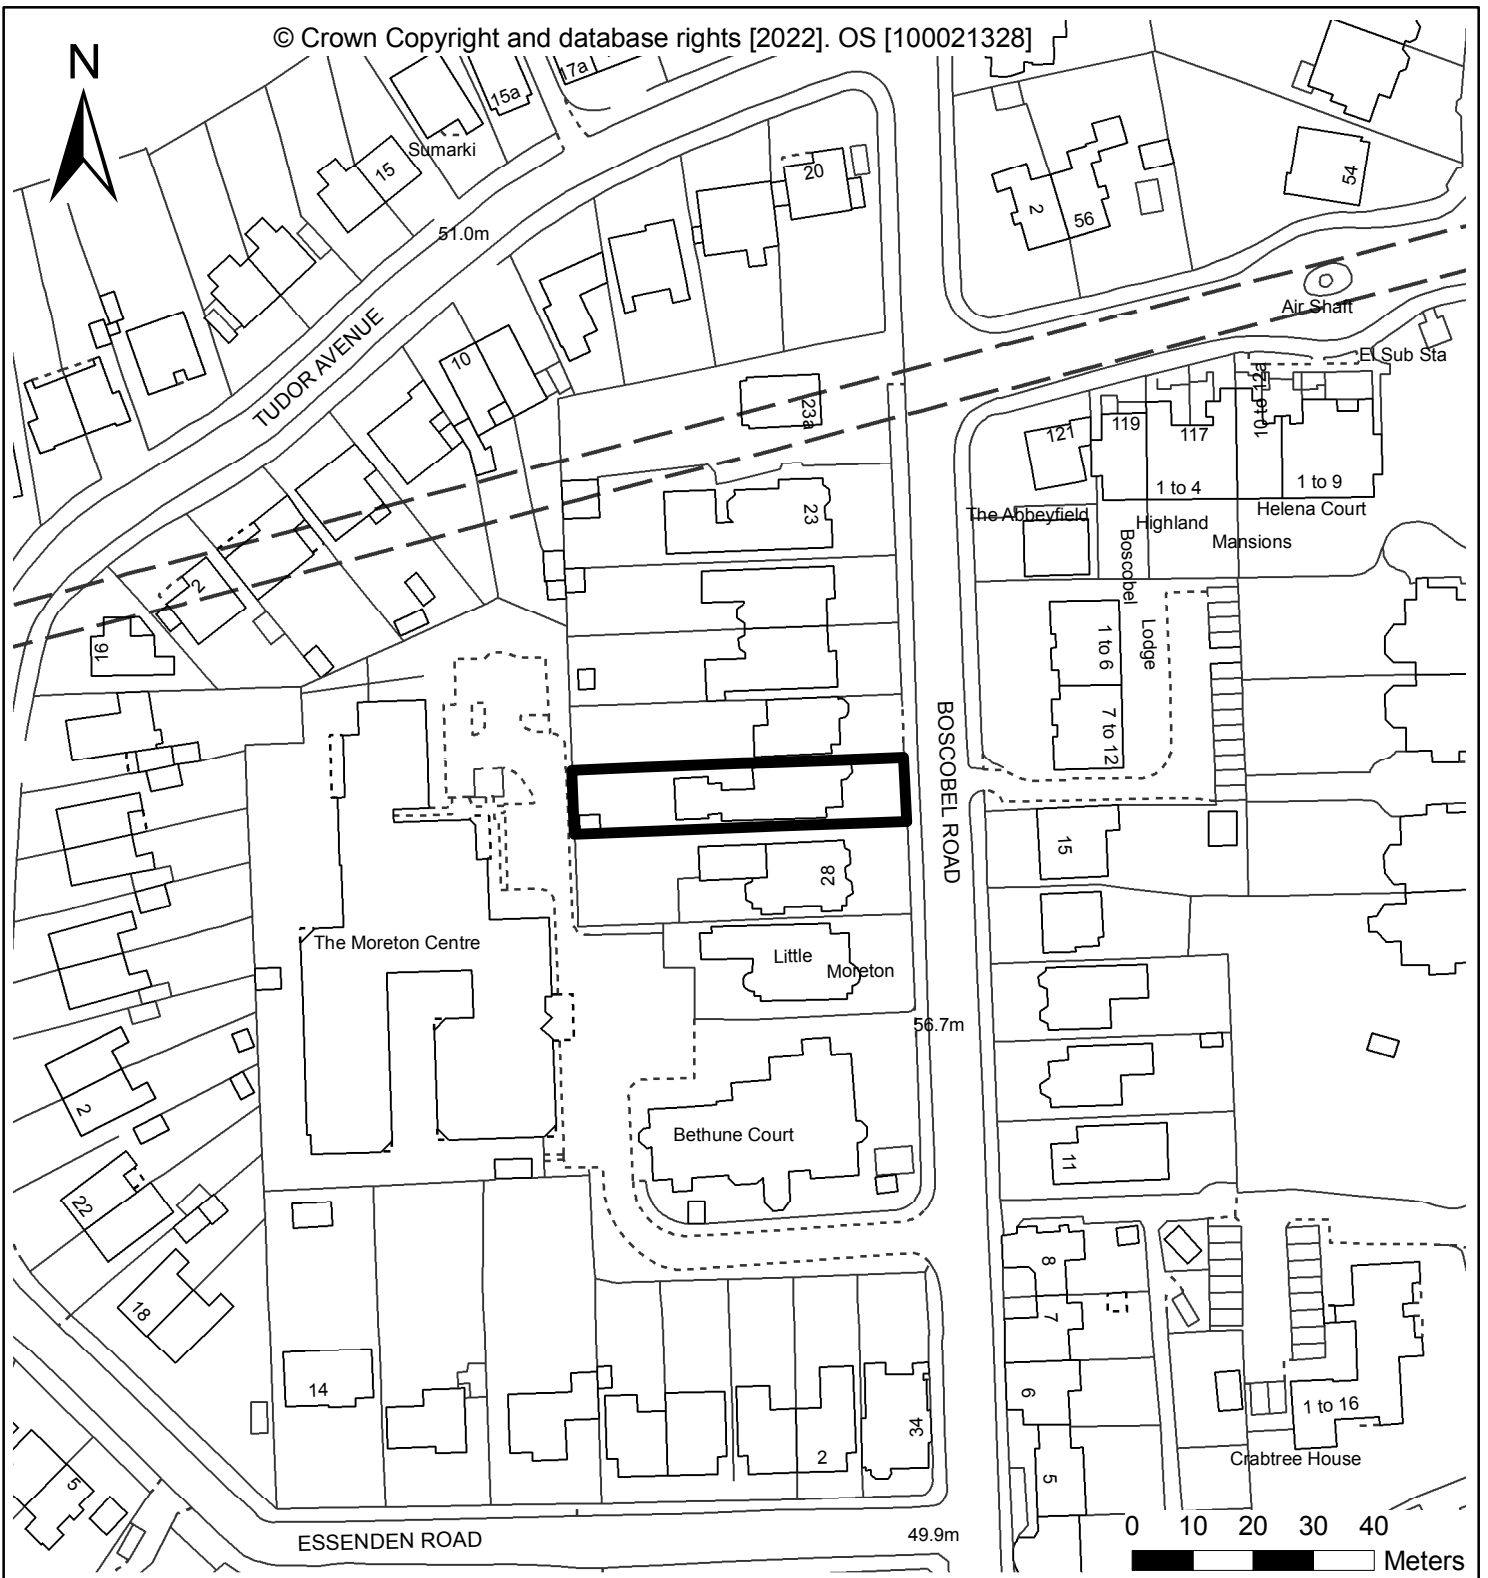 © Crown Copyright and database rights [2022]. OS [100021328]
N
17a
15a
Sumarki
15
20
51.0m
2
56
54
Air Shaft
TUDOR AVENUE
El Sub Sta
10
23a
10 to 12a
121
119
117
1 to 4
1 to 9
23
The Abbeyfield
Highland
Helena Court
Mansions
Boscobel
Lodge
2
16
1 to 6
7 to 12
BOSCOBEL ROAD
15
28
The Moreton Centre
Little
Moreton
56.7m
2
Bethune Court
11
22
18
8
7
14
6
34
2
1 to 16
5
5
Crabtree House
ESSENDEN ROAD
49.9m
0 10 20 30 40
Meters